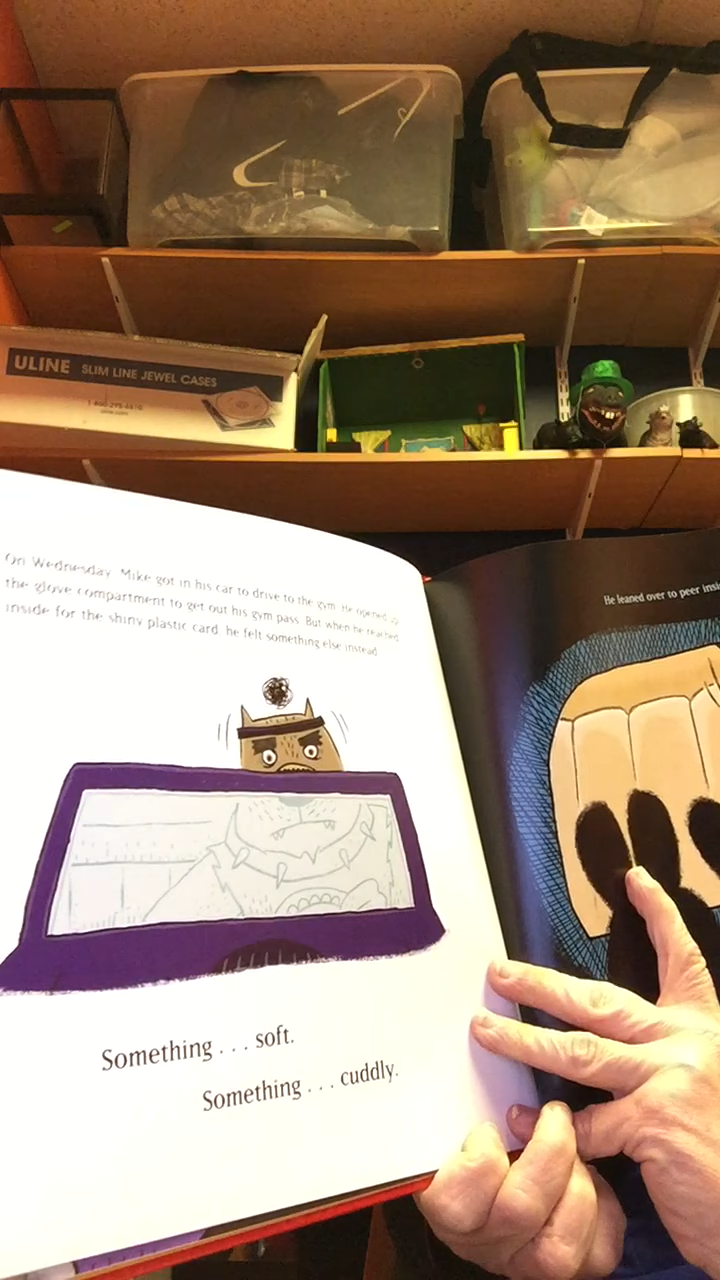 ULINE SLIM LINE JEWEL CASES
On Wednesday, Mike got in his car to drive to the gym. He opened up
the glove compartment to get out his gym pass. But when he reached
inside for the shiny plastic card, he felt something else instead.
Something . . . soft.
Something . . . cuddly.
He leaned over to peer insi